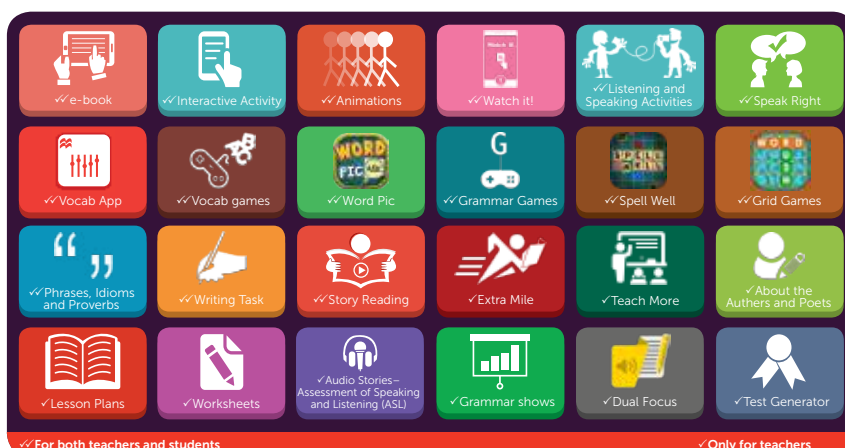 ✓✓e-book
✓✓Interactive Activity
✓✓Animations
✓✓Watch it!
✓✓Listening and
Speaking Activities
✓✓Speak Right
✓✓Vocab App
✓✓Vocab games
WORD
PIC
✓✓Word Pic
G
✓✓Grammar Games
✓✓Spell Well
WORD
✓✓Grid Games
✓✓Phrases, Idioms
and Proverbs
✓✓Writing Task
✓✓Story Reading
✓Extra Mile
✓Teach More
✓About the
Authers and Poets
✓Lesson Plans
✓Worksheets
✓Audio Stories–
Assessment of Speaking
and Listening (ASL)
✓Grammar shows
✓Dual Focus
✓Test Generator
✓✓For both teachers and students
✓Only for teachers